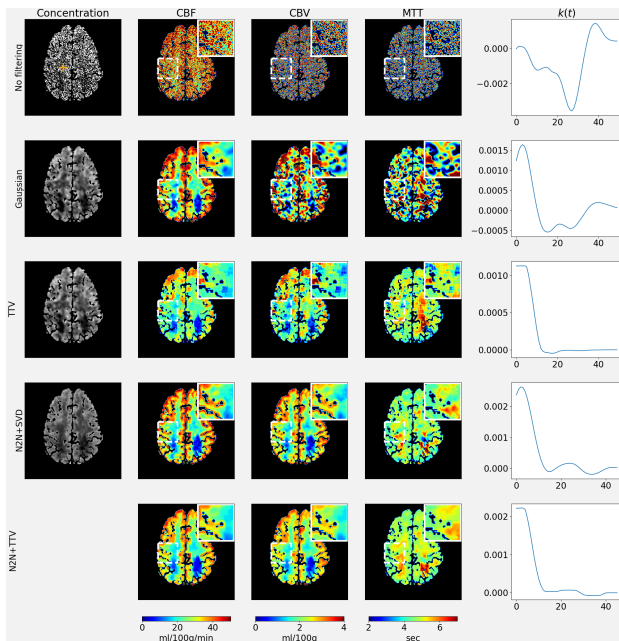 Concentration CBF CBV MTT k(t)
No filtering
0.000
−0.002
0 20 40
Gaussian
0.0015
0.0010
0.0005
0.0000
−0.0005
0 20 40
TTV
0.0010
0.0005
0.0000
0 20 40
N2N+SVD
0.002
0.001
0.000
0 20 40
N2N+TTV
0.002
0.001
0.000
0 20 40
0 20 40 0 2 4 2 4 6
ml/100g/min ml/100g sec